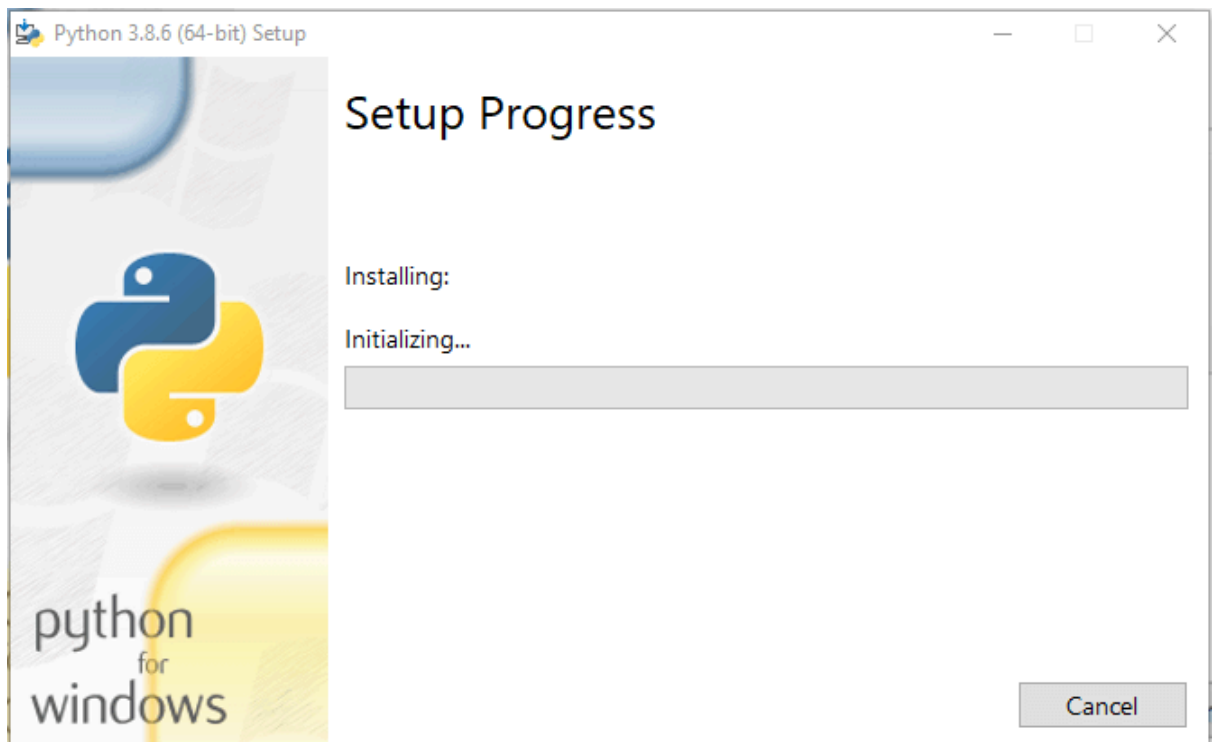 Python 3.8.6 (64-bit) Setup
Setup Progress
Installing:
Initializing...
python
for
windows
Cancel